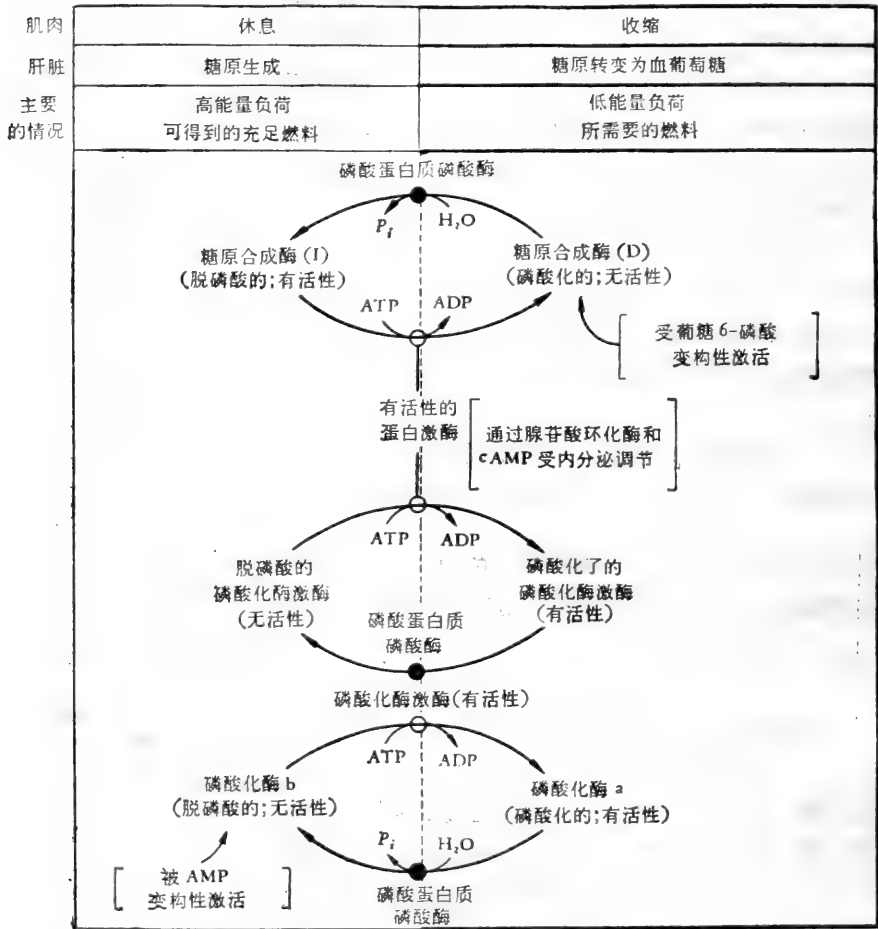 肌肉 休息 收缩
肝脏 糖原生成 糖原转变为血葡萄糖
主要的情况 高能量负荷 低能量负荷
可得到的充足燃料 所需要的燃料
磷酸蛋白质磷酸酶
Pi H₂O
糖原合成酶(I) 糖原合成酶(D)
(脱磷酸的;有活性) (磷酸化的;无活性)
ATP ADP
受葡糖6-磷酸
变构性激活
有活性的
蛋白激酶
通过腺苷酸环化酶和
cAMP受内分泌调节
ATP ADP
脱磷酸的 磷酸化了的
磷酸化酶激酶 磷酸化酶激酶
(无活性) (有活性)
磷酸蛋白质
磷酸酶
磷酸化酶激酶(有活性)
ATP ADP
磷酸化酶b 磷酸化酶a
(脱磷酸的;无活性) (磷酸化的;有活性)
Pi H₂O
被AMP
变构性激活
磷酸蛋白质
磷酸酶